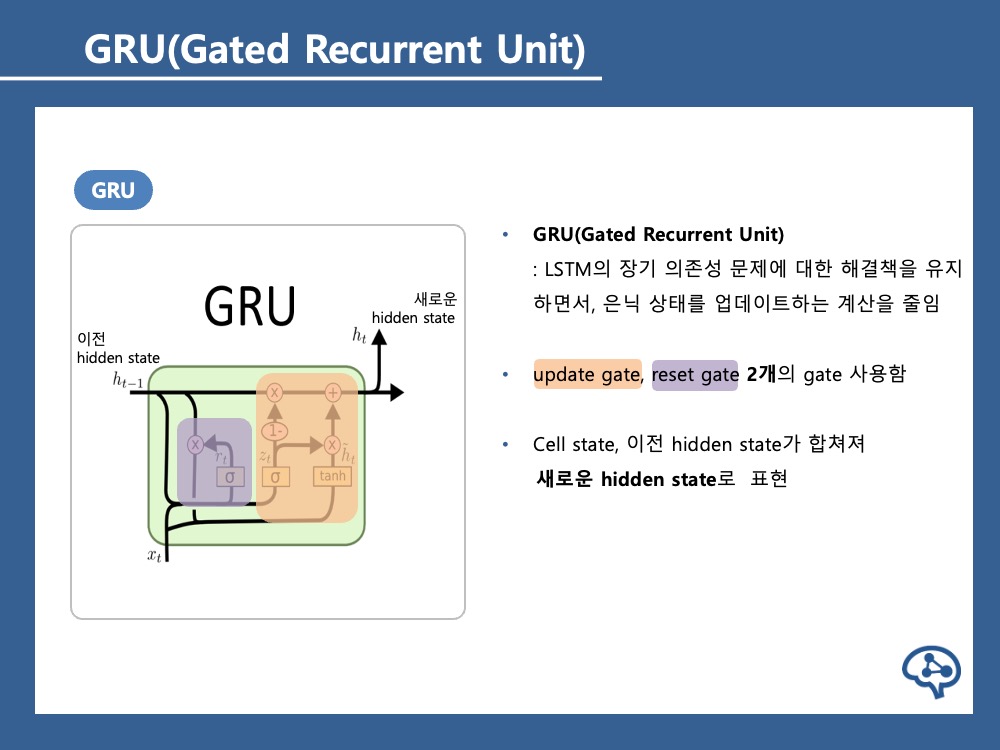 GRU(Gated Recurrent Unit)
GRU
GRU
새로운
hidden state
이전
hidden state
h_t
h_{t-1}
x
+
1-
x
x
r_t
z_t
h̃_t
σ
σ
tanh
x_t
• GRU(Gated Recurrent Unit)
: LSTM의 장기 의존성 문제에 대한 해결책을 유지
하면서, 은닉 상태를 업데이트하는 계산을 줄임
• update gate, reset gate 2개의 gate 사용함
• Cell state, 이전 hidden state가 합쳐져
새로운 hidden state로 표현